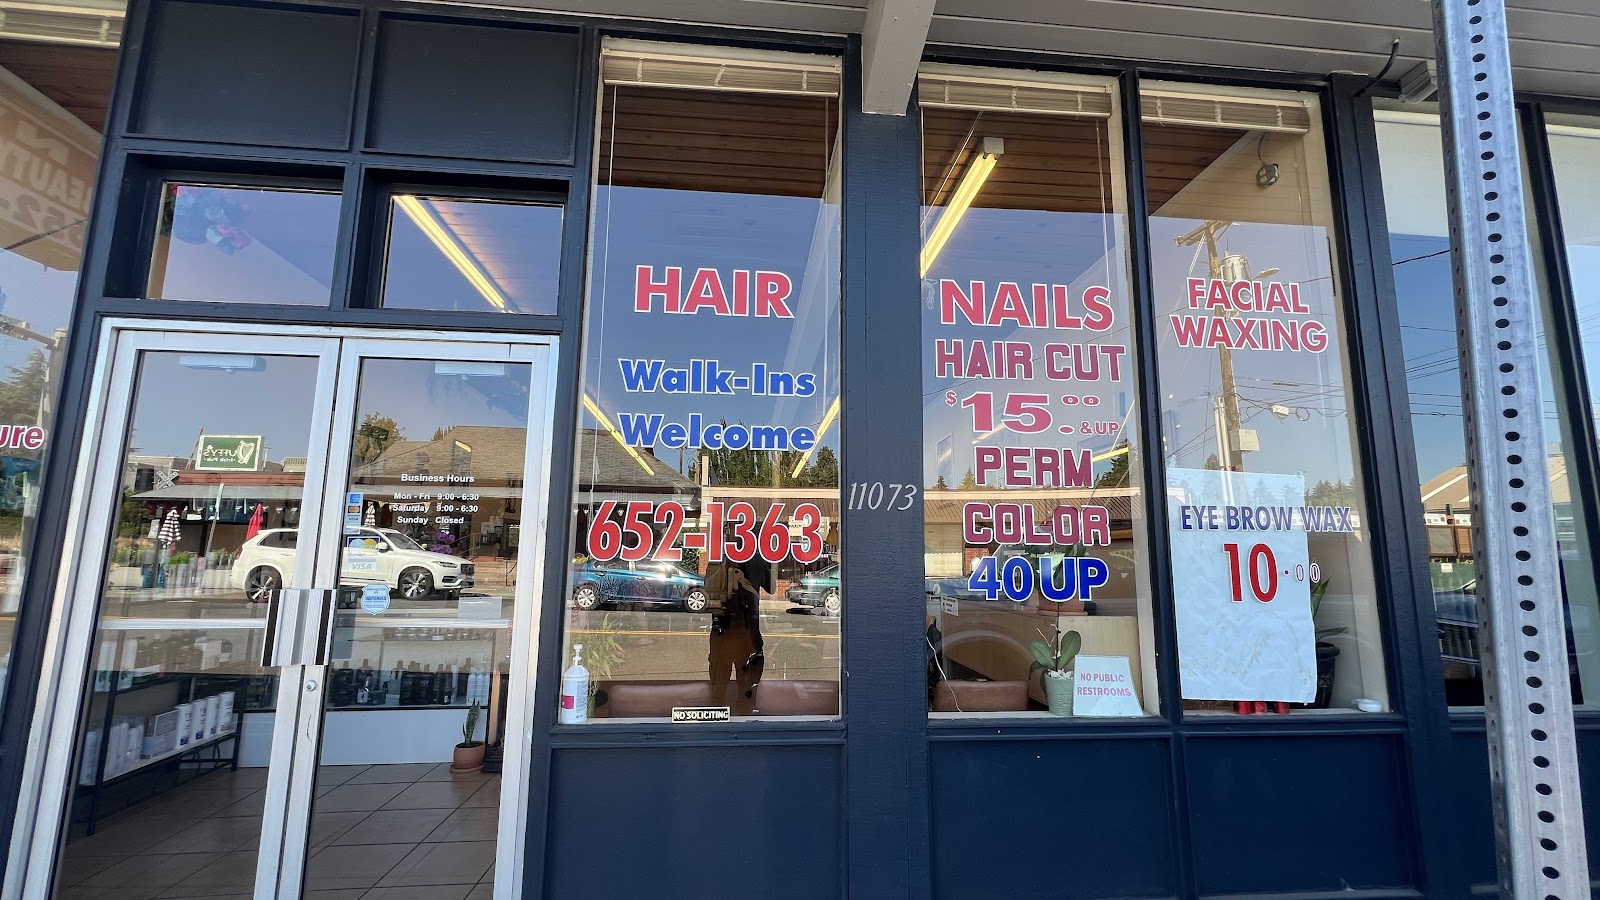 ure
Business Hours
Mon - Fri 9:00 - 6:30
Saturday 9:00 - 6:30
Sunday Closed
VISA
HAIR
Walk-Ins
Welcome
652-1363
NO SOLICITING
11073
NAILS
HAIR CUT
$15.00 & UP
PERM
COLOR
40 UP
NO PUBLIC
RESTROOMS
FACIAL
WAXING
EYE BROW WAX
10.00